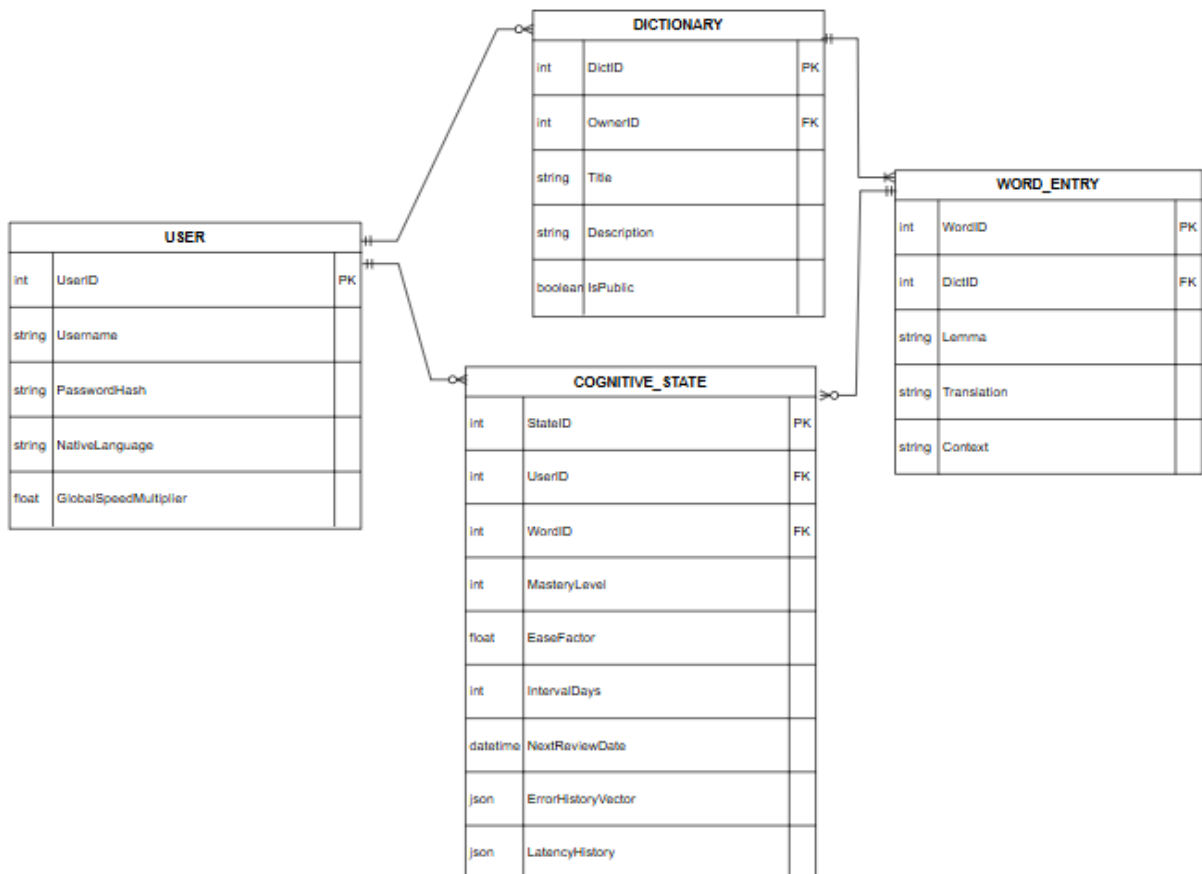 DICTIONARY
int DictID PK
int OwnerID FK
string Title
string Description
boolean IsPublic
WORD_ENTRY
int WordID PK
int DictID FK
string Lemma
string Translation
string Context
USER
int UserID PK
string Username
string PasswordHash
string NativeLanguage
float GlobalSpeedMultiplier
COGNITIVE_STATE
int StateID PK
int UserID FK
int WordID FK
int MasteryLevel
float EaseFactor
int IntervalDays
datetime NextReviewDate
json ErrorHistoryVector
json LatencyHistory